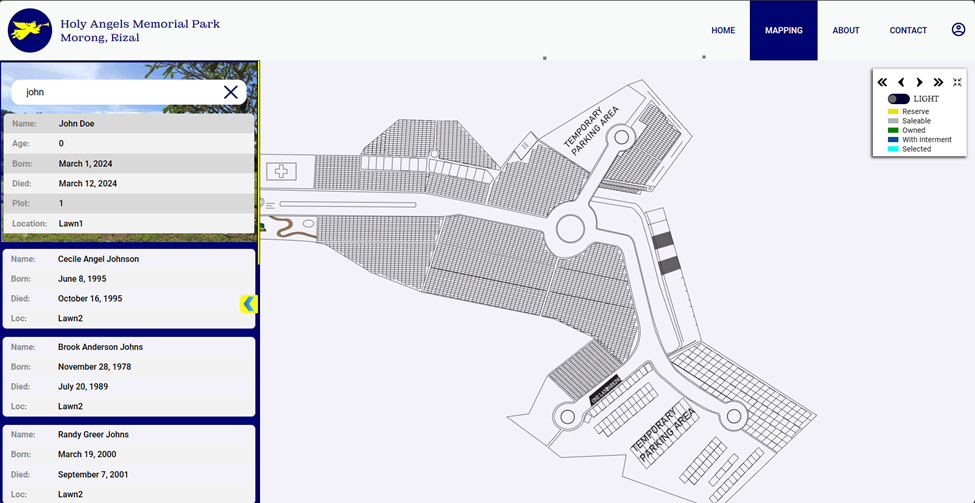 Holy Angels Memorial Park
Morong, Rizal
HOME MAPPING ABOUT CONTACT
john
Name: John Doe
Age: 0
Born: March 1, 2024
Died: March 12, 2024
Plot: 1
Location: Lawn1
Name: Cecile Angel Johnson
Born: June 8, 1995
Died: October 16, 1995
Loc: Lawn2
Name: Brook Anderson Johns
Born: November 28, 1978
Died: July 20, 1989
Loc: Lawn2
Name: Randy Greer Johns
Born: March 19, 2000
Died: September 7, 2001
Loc: Lawn2
TEMPORARY
PARKING AREA
TEMPORARY
PARKING AREA
LIGHT
Reserve
Saleable
Owned
With Interment
Selected